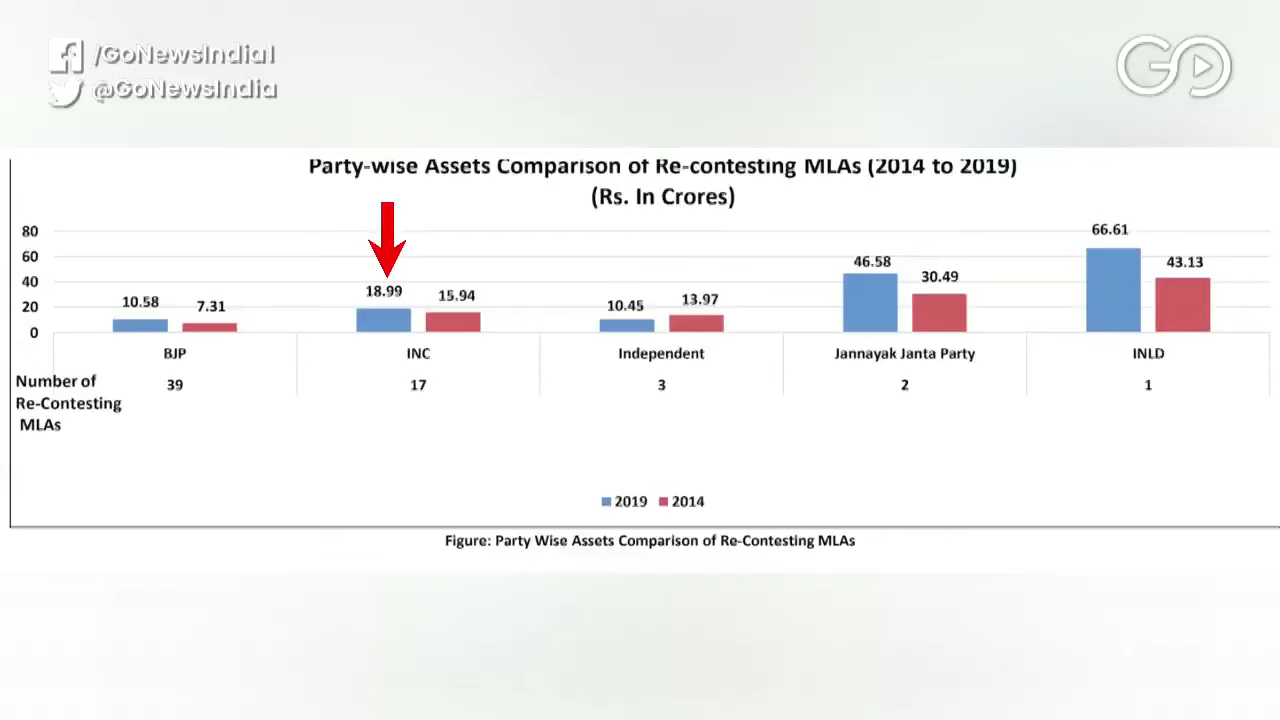 /GoNewsIndia1
@GoNewsIndia
GO
Party-wise Assets Comparison of Re-contesting MLAs (2014 to 2019)
(Rs. In Crores)
80
60
40
20
0
10.58 7.31 18.99 15.94 10.45 13.97 46.58 30.49 66.61 43.13
BJP INC Independent Jannayak Janta Party INLD
Number of
Re-Contesting
MLAs
39 17 3 2 1
2019 2014
Figure: Party Wise Assets Comparison of Re-Contesting MLAs